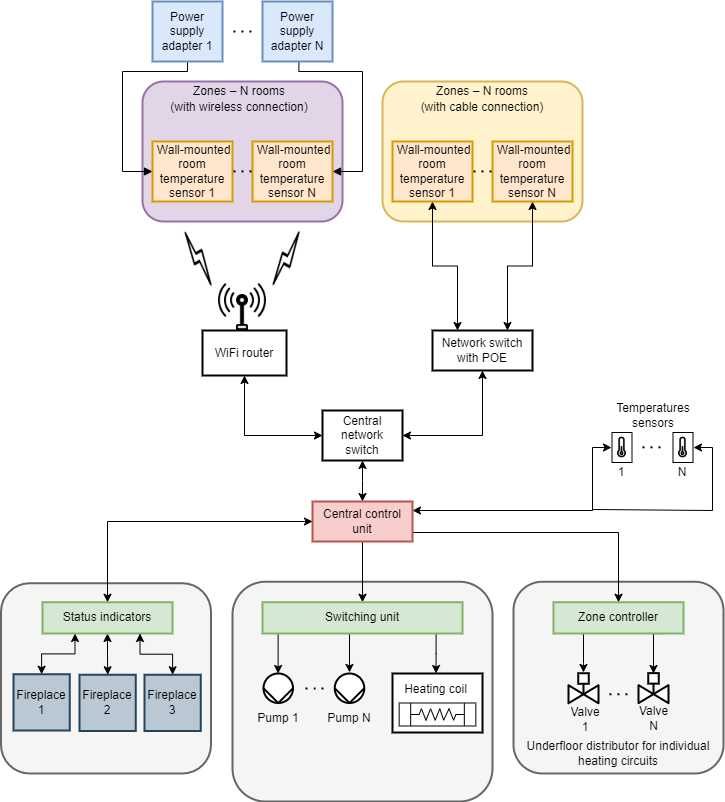 Power
supply
adapter 1
. . .
Power
supply
adapter N
Zones – N rooms
(with wireless connection)
Wall-mounted
room
temperature
sensor 1
. . .
Wall-mounted
room
temperature
sensor N
Zones – N rooms
(with cable connection)
Wall-mounted
room
temperature
sensor 1
. . .
Wall-mounted
room
temperature
sensor N
WiFi router
Network switch
with POE
Central
network
switch
Temperatures
sensors
. . .
1
N
Central control
unit
Status indicators
Fireplace
1
Fireplace
2
Fireplace
3
Switching unit
. . .
Pump 1
Pump N
Heating coil
Zone controller
. . .
Valve
1
Valve
N
Underfloor distributor for individual
heating circuits